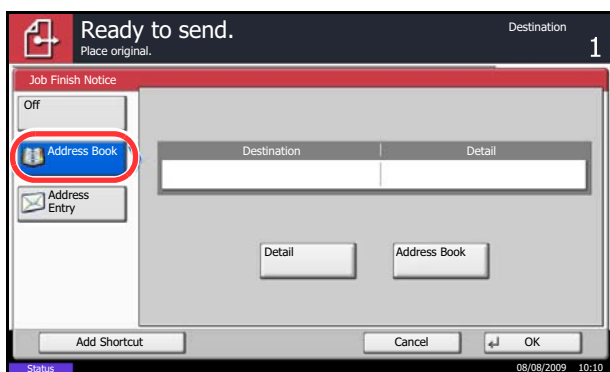 Ready to send.
Destination
Place original.
1
Job Finish Notice
Off
Address Book
Destination
Detail
Address
Entry
Detail
Address Book
Add Shortcut
Cancel
OK
Status
08/08/2009 10:10